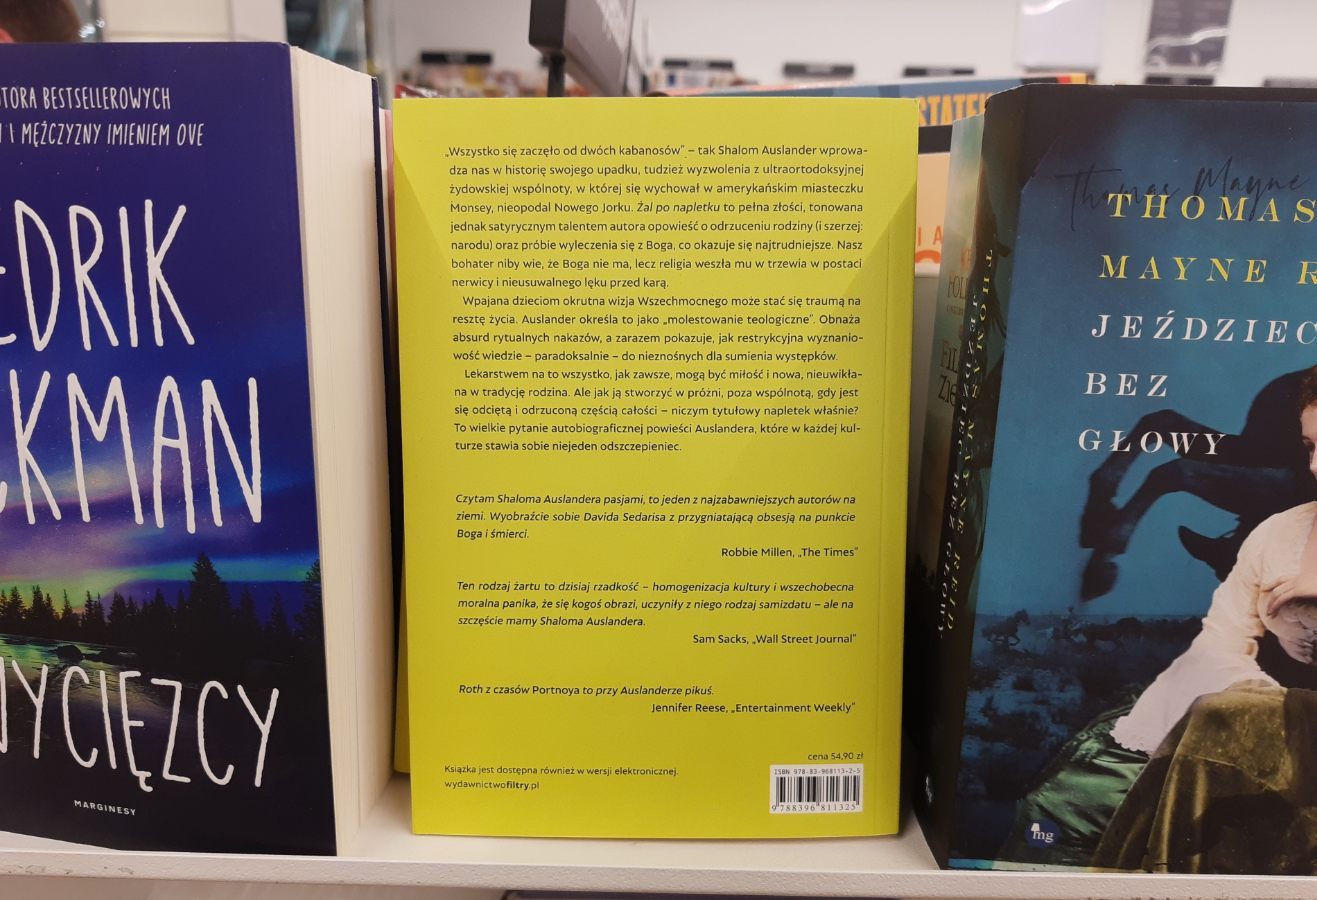 TORA BESTSELLEROWYCH
I MĘŻCZYZNY IMIENIEM OVE
EDRIK
CKMAN
WYCIĘZCY
MARGINESY
„Wszystko się zaczęło od dwóch kabanosów” – tak Shalom Auslander wprowa-
dza nas w historię swojego upadku, tudzież wyzwolenia z ultraortodoksyjnej
żydowskiej wspólnoty, w której się wychował w amerykańskim miasteczku
Monsey, nieopodal Nowego Jorku. Żal po napletku to pełna złości, tonowana
jednak satyrycznym talentem autora opowieść o odrzuceniu rodziny (i szerzej:
narodu) oraz próbie wyleczenia się z Boga, co okazuje się najtrudniejsze. Nasz
bohater niby wie, że Boga nie ma, lecz religia weszła mu w trzewia w postaci
nerwicy i nieusuwalnego lęku przed karą.
Wpajana dzieciom okrutna wizja Wszechmocnego może stać się traumą na
resztę życia. Auslander określa to jako „molestowanie teologiczne”. Obnaża
absurd rytualnych nakazów, a zarazem pokazuje, jak restrykcyjna wyznanio-
wość wiedzie – paradoksalnie – do nieznośnych dla sumienia występków.
Lekarstwem na to wszystko, jak zawsze, mogą być miłość i nowa, nieuwikła-
na w tradycję rodzina. Ale jak ją stworzyć w próżni, poza wspólnotą, gdy jest
się odciętą i odrzuconą częścią całości – niczym tytułowy napletek właśnie?
To wielkie pytanie autobiograficznej powieści Auslandera, które w każdej kul-
turze stawia sobie niejeden odszczepieniec.
Czytam Shaloma Auslandera pasjami, to jeden z najzabawniejszych autorów na
ziemi. Wyobraźcie sobie Davida Sedarisa z przygniatającą obsesją na punkcie
Boga i śmierci.
Robbie Millen, „The Times”
Ten rodzaj żartu to dzisiaj rzadkość – homogenizacja kultury i wszechobecna
moralna panika, że się kogoś obrazi, uczyniły z niego rodzaj samizdatu – ale na
szczęście mamy Shaloma Auslandera.
Sam Sacks, „Wall Street Journal”
Roth z czasów Portnoya to przy Auslanderze pikuś.
Jennifer Reese, „Entertainment Weekly”
cena 54,90 zł
Książka jest dostępna również w wersji elektronicznej.
wydawnictwofiltry.pl
ISBN 978-83-968113-2-5
9 788396 811325
STATEK
THOMAS MAYNE REID
JEŹDZIEC BEZ GŁOWY
Thomas Mayne
THOMAS
MAYNE R
JEŹDZIEC
BEZ
GŁOWY
mg